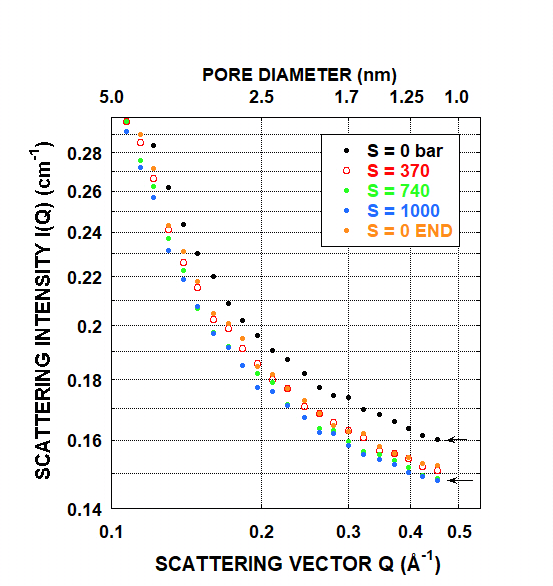 PORE DIAMETER (nm)
5.0 2.5 1.7 1.25 1.0
SCATTERING INTENSITY I(Q) (cm⁻¹)
0.28
0.26
0.24
0.22
0.2
0.18
0.16
0.14
S = 0 bar
S = 370
S = 740
S = 1000
S = 0 END
0.1 0.2 0.3 0.4 0.5
SCATTERING VECTOR Q (Å⁻¹)